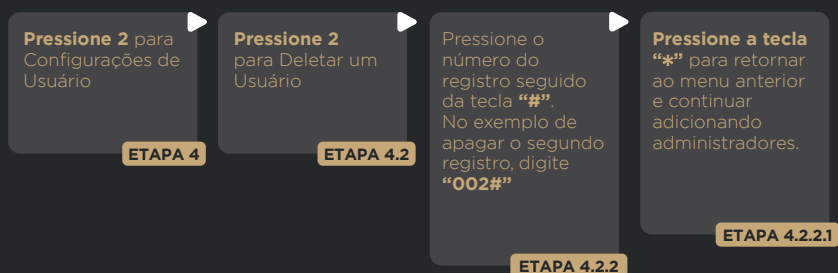 Pressione 2 para
Configurações de
Usuário
ETAPA 4
Pressione 2
para Deletar um
Usuário
ETAPA 4.2
Pressione o
número do
registro seguido
da tecla “#”.
No exemplo de
apagar o segundo
registro, digite
“002#”
ETAPA 4.2.2
Pressione a tecla
“*” para retornar
ao menu anterior
e continuar
adicionando
administradores.
ETAPA 4.2.2.1